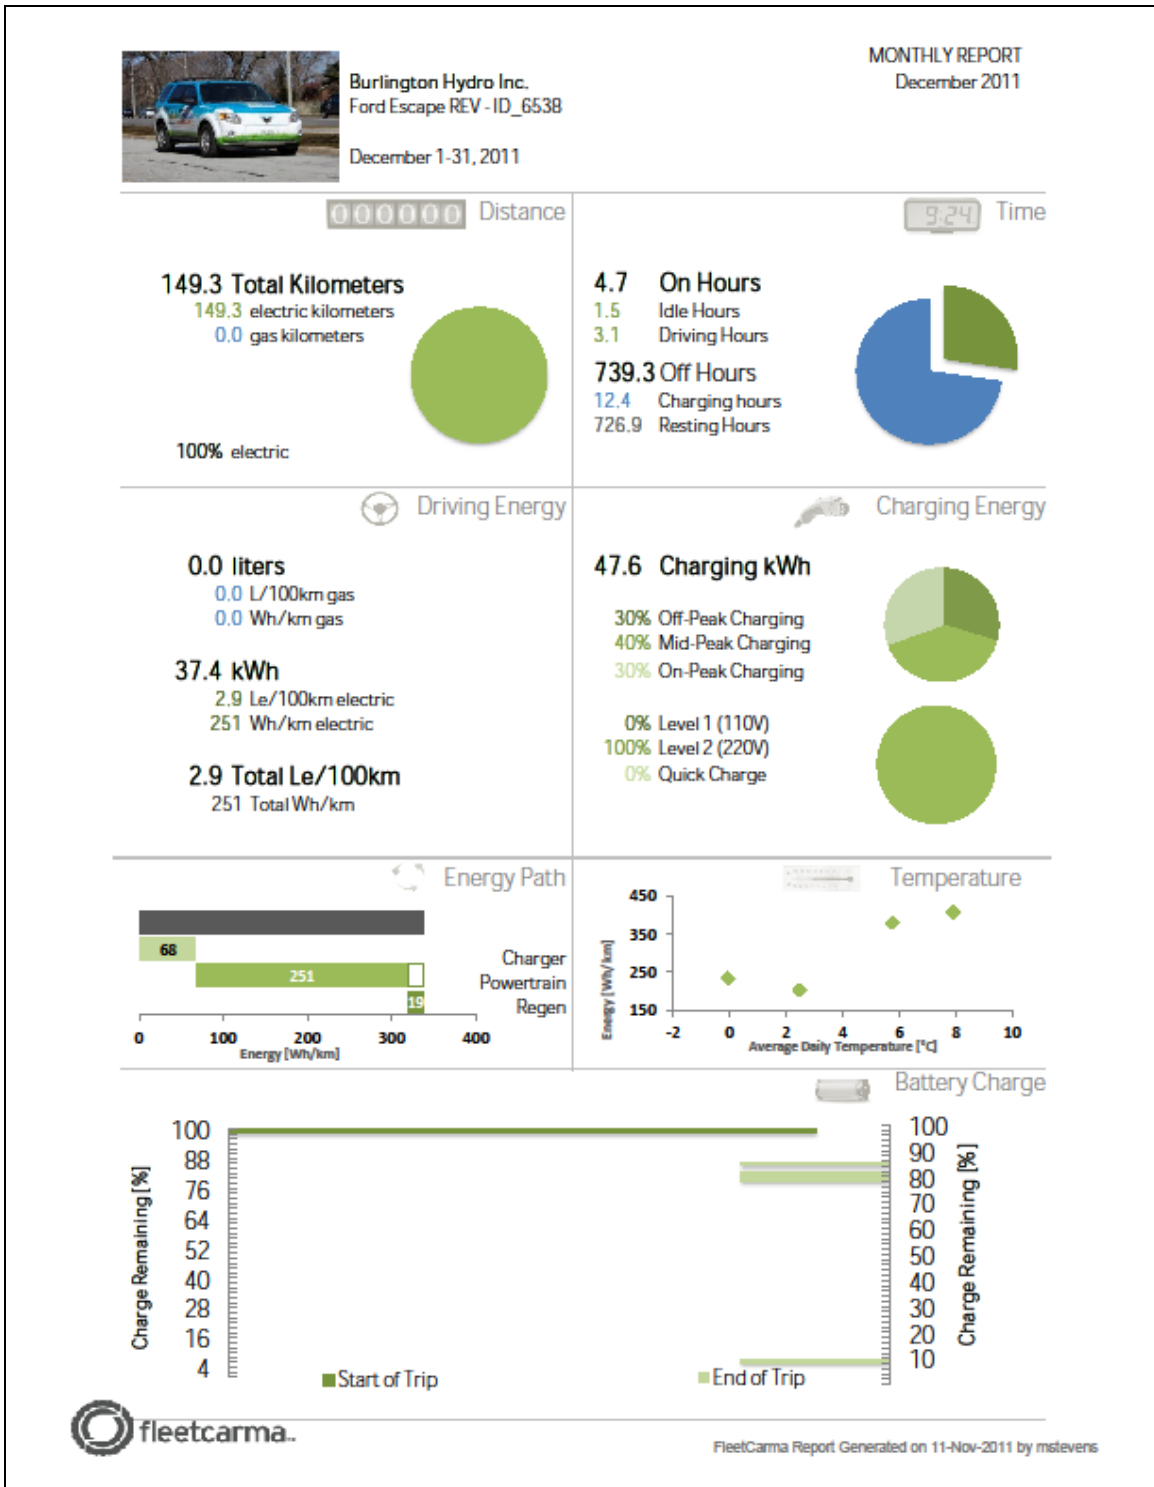 MONTHLY REPORT
December 2011
Burlington Hydro Inc.
Ford Escape REV - ID_6538
December 1-31, 2011
000000 Distance
9:24 Time
149.3 Total Kilometers
149.3 electric kilometers
0.0 gas kilometers
100% electric
4.7 On Hours
1.5 Idle Hours
3.1 Driving Hours
739.3 Off Hours
12.4 Charging hours
726.9 Resting Hours
Driving Energy
Charging Energy
0.0 liters
0.0 L/100km gas
0.0 Wh/km gas
37.4 kWh
2.9 Le/100km electric
251 Wh/km electric
2.9 Total Le/100km
251 Total Wh/km
47.6 Charging kWh
30% Off-Peak Charging
40% Mid-Peak Charging
30% On-Peak Charging
0% Level 1 (110V)
100% Level 2 (220V)
0% Quick Charge
Energy Path
68
251
19
Charger
Powertrain
Regen
0 100 200 300 400
Energy [Wh/km]
Temperature
450
350
250
150
Energy [Wh/km]
-2 0 2 4 6 8 10
Average Daily Temperature [°C]
Battery Charge
Charge Remaining [%]
100
88
76
64
52
40
28
16
4
Start of Trip
End of Trip
100
90
80
70
60
50
40
30
20
10
Charge Remaining [%]
fleetcarma
FleetCarma Report Generated on 11-Nov-2011 by mstevens